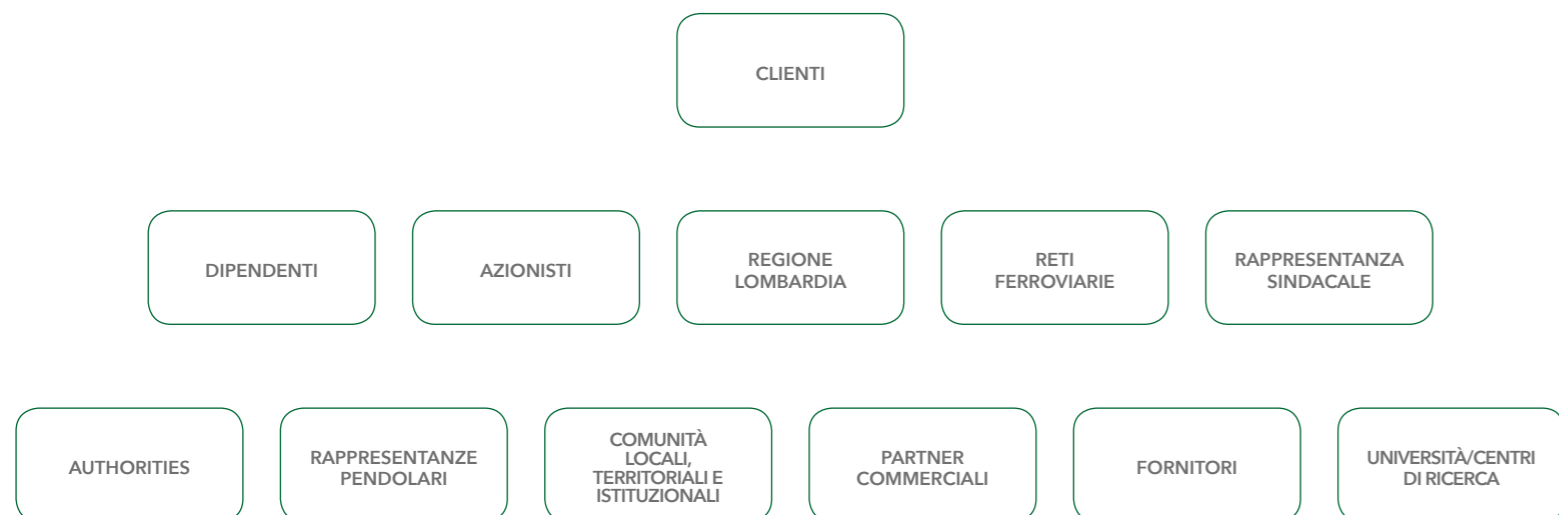 CLIENTI
DIPENDENTI
AZIONISTI
REGIONE
LOMBARDIA
RETI
FERROVIARIE
RAPPRESENTANZA
SINDACALE
AUTHORITIES
RAPPRESENTANZE
PENDOLARI
COMUNITÀ
LOCALI,
TERRITORIALI E
ISTITUZIONALI
PARTNER
COMMERCIALI
FORNITORI
UNIVERSITÀ/CENTRI
DI RICERCA